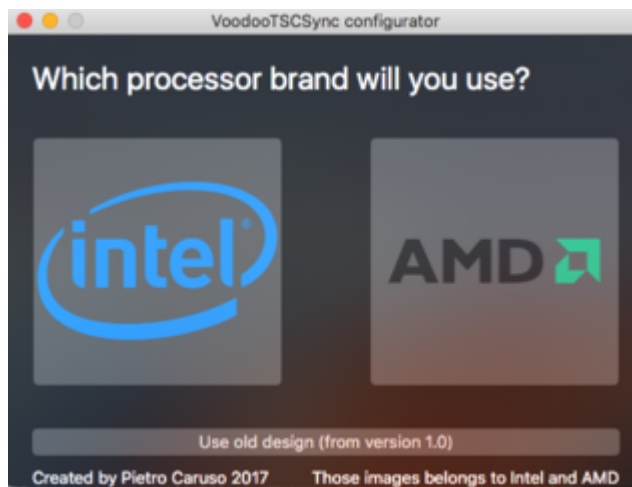 VoodooTSCSync configurator
Which processor brand will you use?
intel®
AMD
Use old design (from version 1.0)
Created by Pietro Caruso 2017
Those images belongs to Intel and AMD